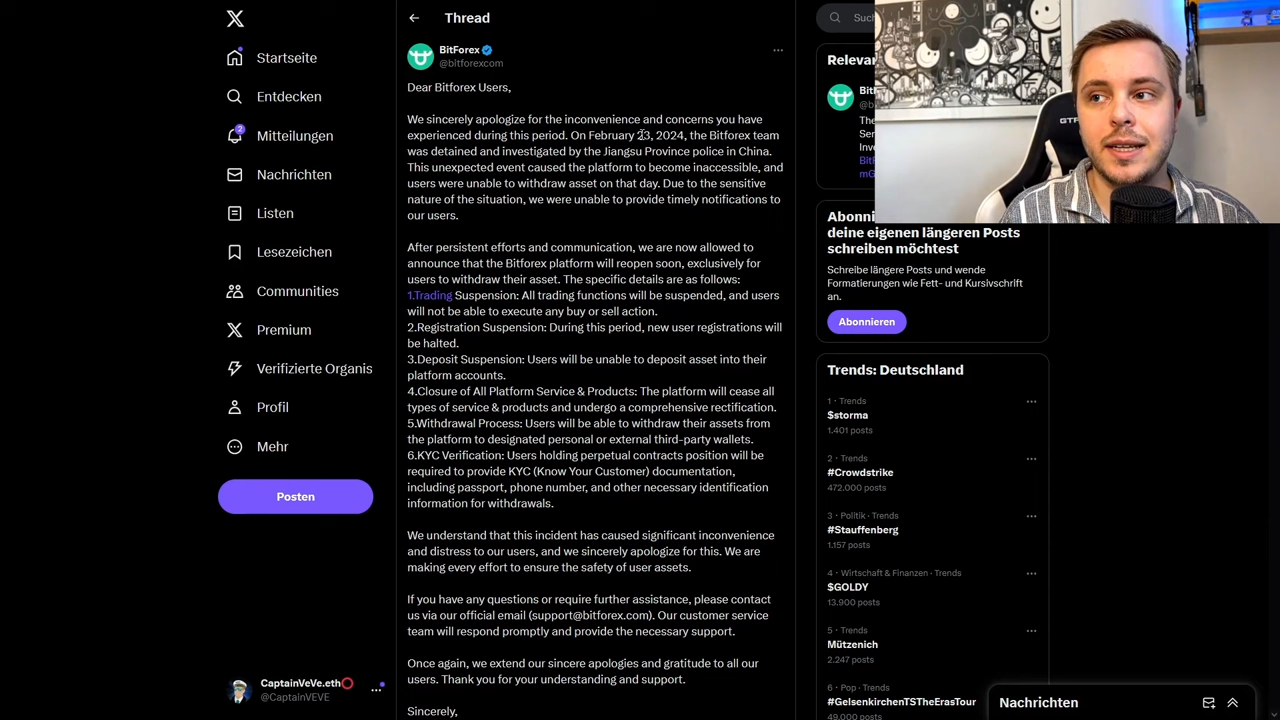 Startseite
Entdecken
2
Mitteilungen
Nachrichten
Listen
Lesezeichen
Communities
Premium
Verifizierte Organis
Profil
Mehr
Posten
CaptainVeVe.eth
@CaptainVEVE
Thread
BitForex
@bitforexcom
Dear Bitforex Users,
We sincerely apologize for the inconvenience and concerns you have
experienced during this period. On February 23, 2024, the Bitforex team
was detained and investigated by the Jiangsu Province police in China.
This unexpected event caused the platform to become inaccessible, and
users were unable to withdraw asset on that day. Due to the sensitive
nature of the situation, we were unable to provide timely notifications to
our users.
After persistent efforts and communication, we are now allowed to
announce that the Bitforex platform will reopen soon, exclusively for
users to withdraw their asset. The specific details are as follows:
1.Trading Suspension: All trading functions will be suspended, and users
will not be able to execute any buy or sell action.
2.Registration Suspension: During this period, new user registrations will
be halted.
3.Deposit Suspension: Users will be unable to deposit asset into their
platform accounts.
4.Closure of All Platform Service & Products: The platform will cease all
types of service & products and undergo a comprehensive rectification.
5.Withdrawal Process: Users will be able to withdraw their assets from
the platform to designated personal or external third-party wallets.
6.KYC Verification: Users holding perpetual contracts position will be
required to provide KYC (Know Your Customer) documentation,
including passport, phone number, and other necessary identification
information for withdrawals.
We understand that this incident has caused significant inconvenience
and distress to our users, and we sincerely apologize for this. We are
making every effort to ensure the safety of user assets.
If you have any questions or require further assistance, please contact
us via our official email (support@bitforex.com). Our customer service
team will respond promptly and provide the necessary support.
Once again, we extend our sincere apologies and gratitude to all our
users. Thank you for your understanding and support.
Sincerely,
Suc
Releva
Bit
@b
The
Ser
Inv
Bit
mG
GTF
Abonni
deine eigenen längeren Posts
schreiben möchtest
Schreibe längere Posts und wende
Formatierungen wie Fett- und Kursivschrift
an.
Abonnieren
Trends: Deutschland
1 · Trends
$storma
1.401 posts
2 · Trends
#Crowdstrike
472.000 posts
3 · Politik · Trends
#Stauffenberg
1.157 posts
4 · Wirtschaft & Finanzen · Trends
$GOLDY
13.900 posts
5 · Trends
Mützenich
2.247 posts
6 · Pop · Trends
#GelsenkirchenTSTheErasTour
49.000 posts
Nachrichten